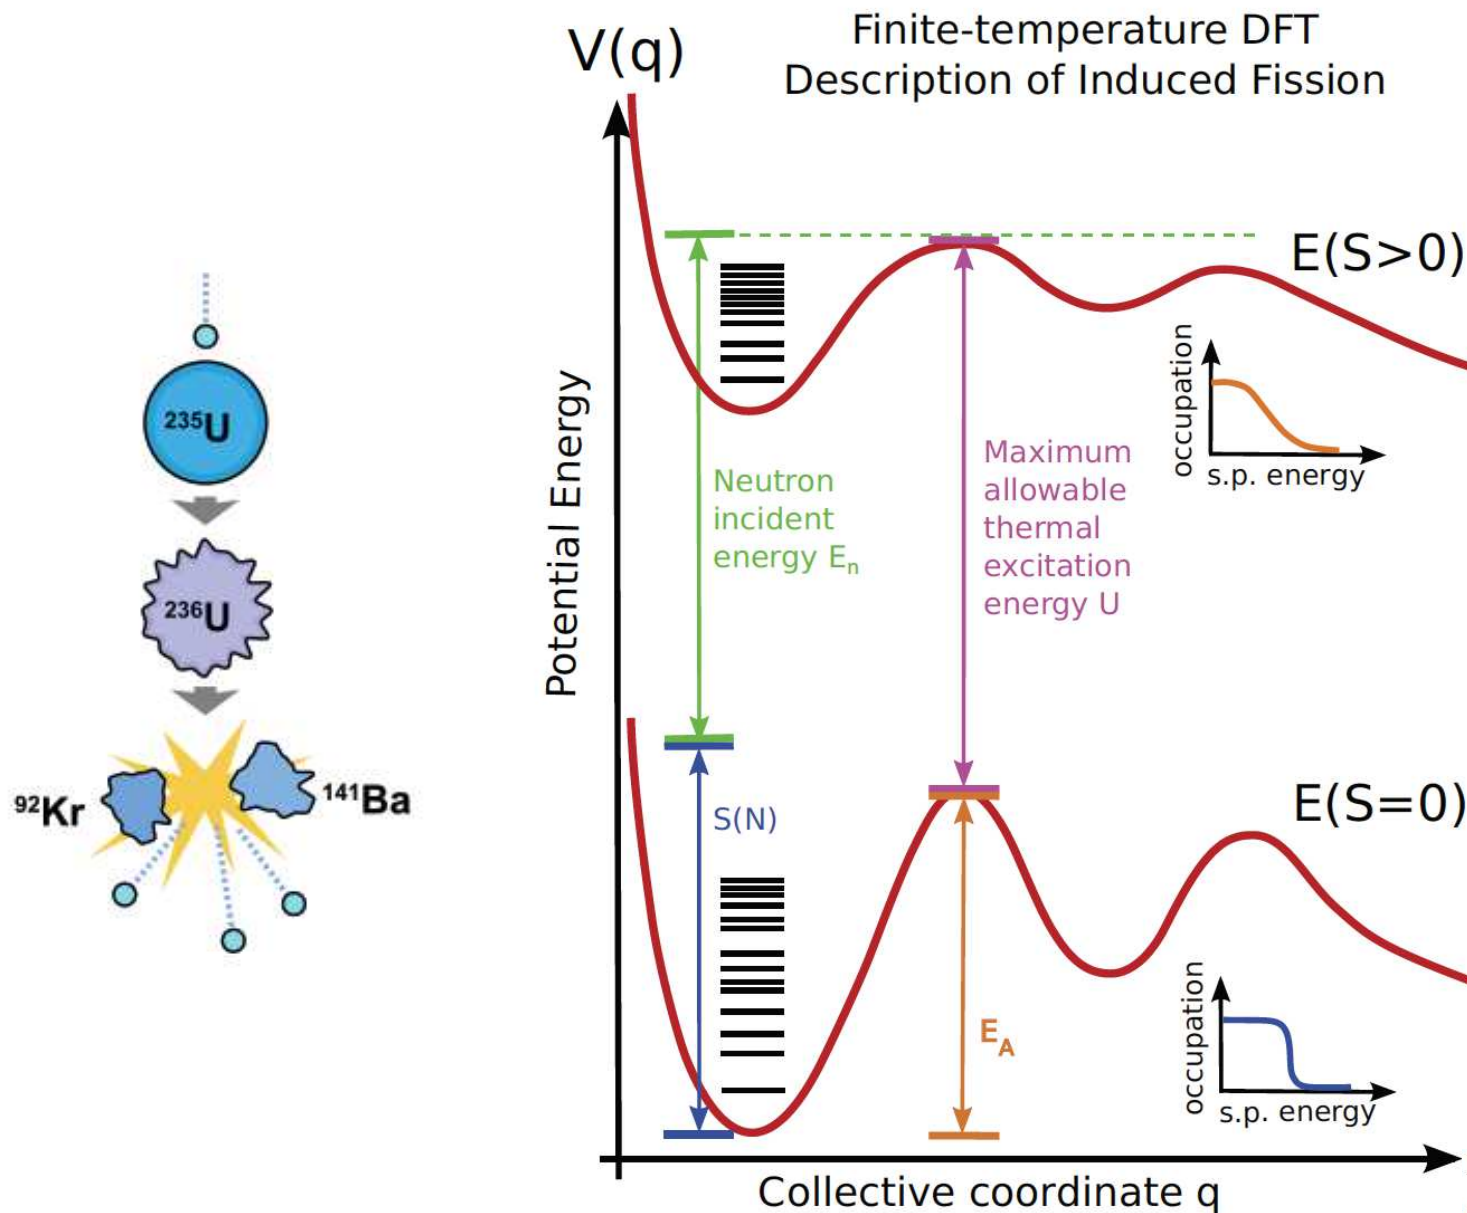 Finite-temperature DFT
Description of Induced Fission
V(q)
Potential Energy
Collective coordinate q
E(S>0)
E(S=0)
Neutron
incident
energy Eₙ
Maximum
allowable
thermal
excitation
energy U
S(N)
E_A
occupation
s.p. energy
occupation
s.p. energy
²³⁵U
²³⁶U
⁹²Kr
¹⁴¹Ba